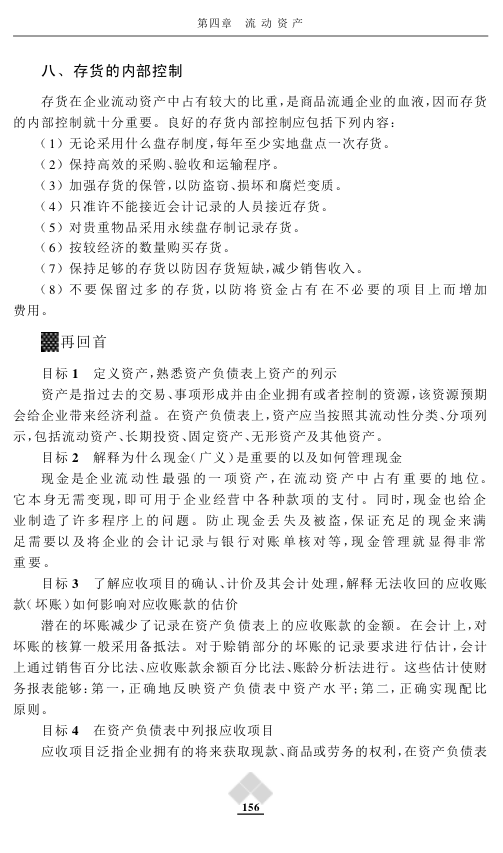 第四章 流动资产
八、存货的内部控制
存货在企业流动资产中占有较大的比重,是商品流通企业的血液,因而存货
的内部控制就十分重要。良好的存货内部控制应包括下列内容:
(1)无论采用什么盘存制度,每年至少实地盘点一次存货。
(2)保持高效的采购、验收和运输程序。
(3)加强存货的保管,以防盗窃、损坏和腐烂变质。
(4)只准许不能接近会计记录的人员接近存货。
(5)对贵重物品采用永续盘存制记录存货。
(6)按较经济的数量购买存货。
(7)保持足够的存货以防因存货短缺,减少销售收入。
(8)不要保留过多的存货,以防将资金占有在不必要的项目上而增加
费用。
再回首
目标1 定义资产,熟悉资产负债表上资产的列示
资产是指过去的交易、事项形成并由企业拥有或者控制的资源,该资源预期
会给企业带来经济利益。在资产负债表上,资产应当按照其流动性分类、分项列
示,包括流动资产、长期投资、固定资产、无形资产及其他资产。
目标2 解释为什么现金(广义)是重要的以及如何管理现金
现金是企业流动性最强的一项资产,在流动资产中占有重要的地位。
它本身无需变现,即可用于企业经营中各种款项的支付。同时,现金也给企
业制造了许多程序上的问题。防止现金丢失及被盗,保证充足的现金来满
足需要以及将企业的会计记录与银行对账单核对等,现金管理就显得非常
重要。
目标3 了解应收项目的确认、计价及其会计处理,解释无法收回的应收账
款(坏账)如何影响对应收账款的估价
潜在的坏账减少了记录在资产负债表上的应收账款的金额。在会计上,对
坏账的核算一般采用备抵法。对于赊销部分的坏账的记录要求进行估计,会计
上通过销售百分比法、应收账款余额百分比法、账龄分析法进行。这些估计使财
务报表能够:第一,正确地反映资产负债表中资产水平;第二,正确实现配比
原则。
目标4 在资产负债表中列报应收项目
应收项目泛指企业拥有的将来获取现款、商品或劳务的权利,在资产负债表
156